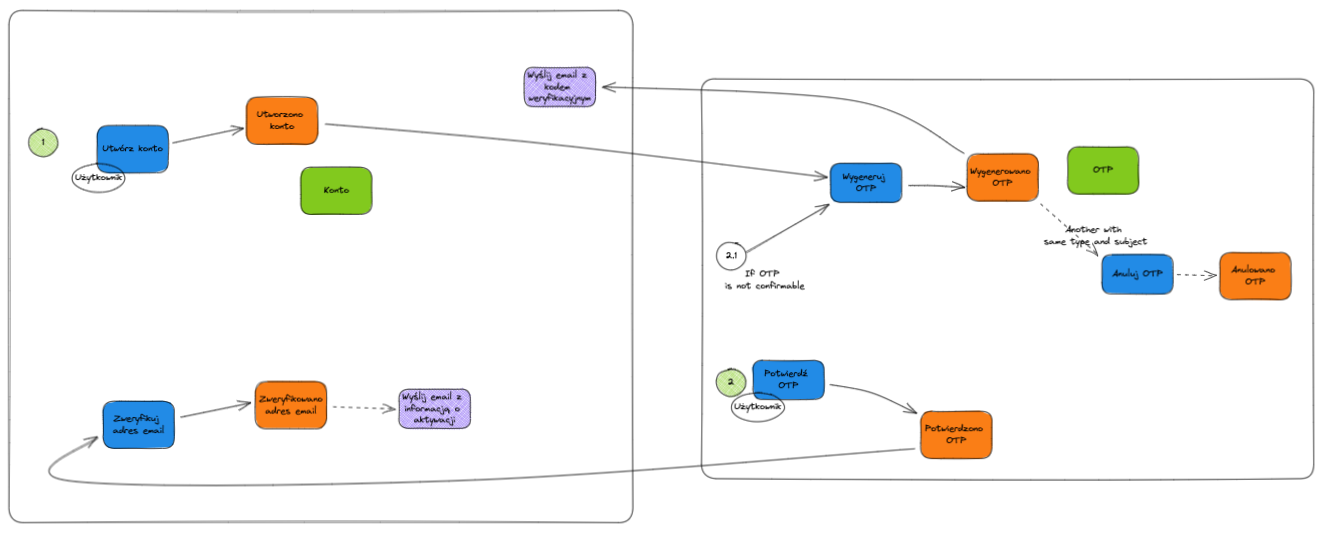 1
Utwórz konto
Użytkownik
Utworzono
konto
Konto
Wyślij email z
kodem
weryfikacyjnym
Zweryfikuj
adres email
Zweryfikowano
adres email
Wyślij email z
informacją o
aktywacji
Wygeneruj
OTP
Wygenerowano
OTP
OTP
2.1
If OTP
is not confirmable
Another with
same type and subject
Anuluj OTP
Anulowano
OTP
2
Potwierdź
OTP
Użytkownik
Potwierdzono
OTP